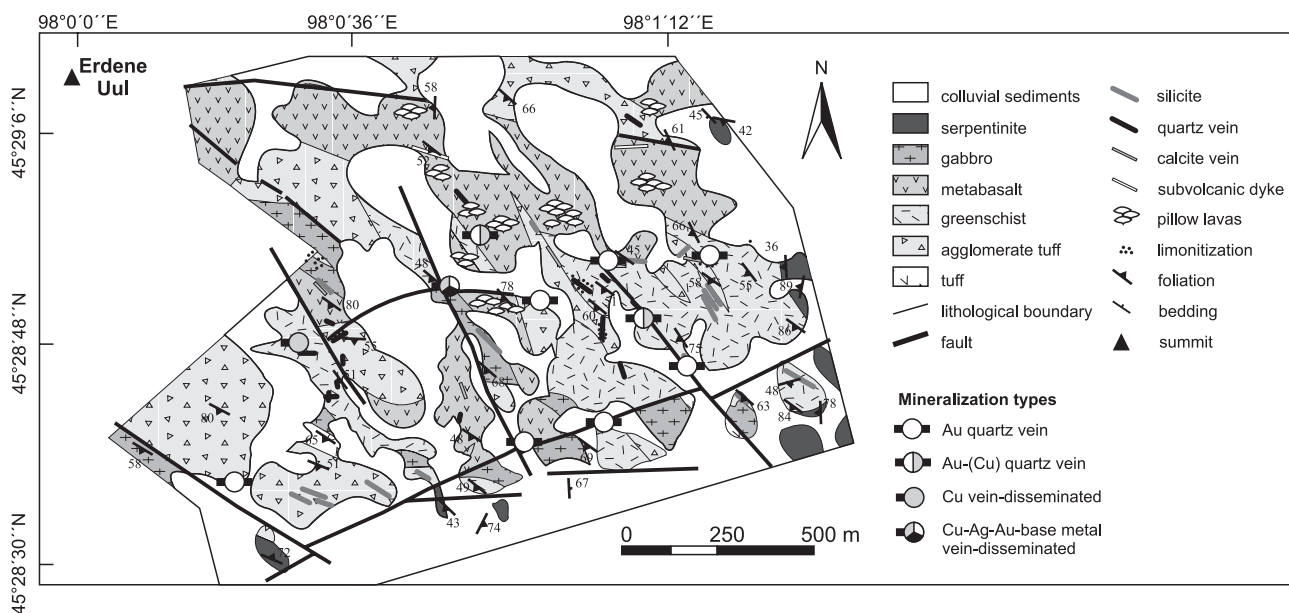 98°0´0´´E 98°0´36´´E 98°1´12´´E
Erdene
Uul
45°29´6´´N
45°28´48´´N
45°28´30´´N
N
58
66
45
42
61
52
66
36
45
48
78
58
55
89
80
60
51
86
55
75
51
68
48
63
84
78
80
65
48
51
69
58
49
67
43
74
72
0 250 500 m
colluvial sediments
serpentinite
gabbro
metabasalt
greenschist
agglomerate tuff
tuff
lithological boundary
fault
silicite
quartz vein
calcite vein
subvolcanic dyke
pillow lavas
limonitization
foliation
bedding
summit
Mineralization types
Au quartz vein
Au-(Cu) quartz vein
Cu vein-disseminated
Cu-Ag-Au-base metal
vein-disseminated